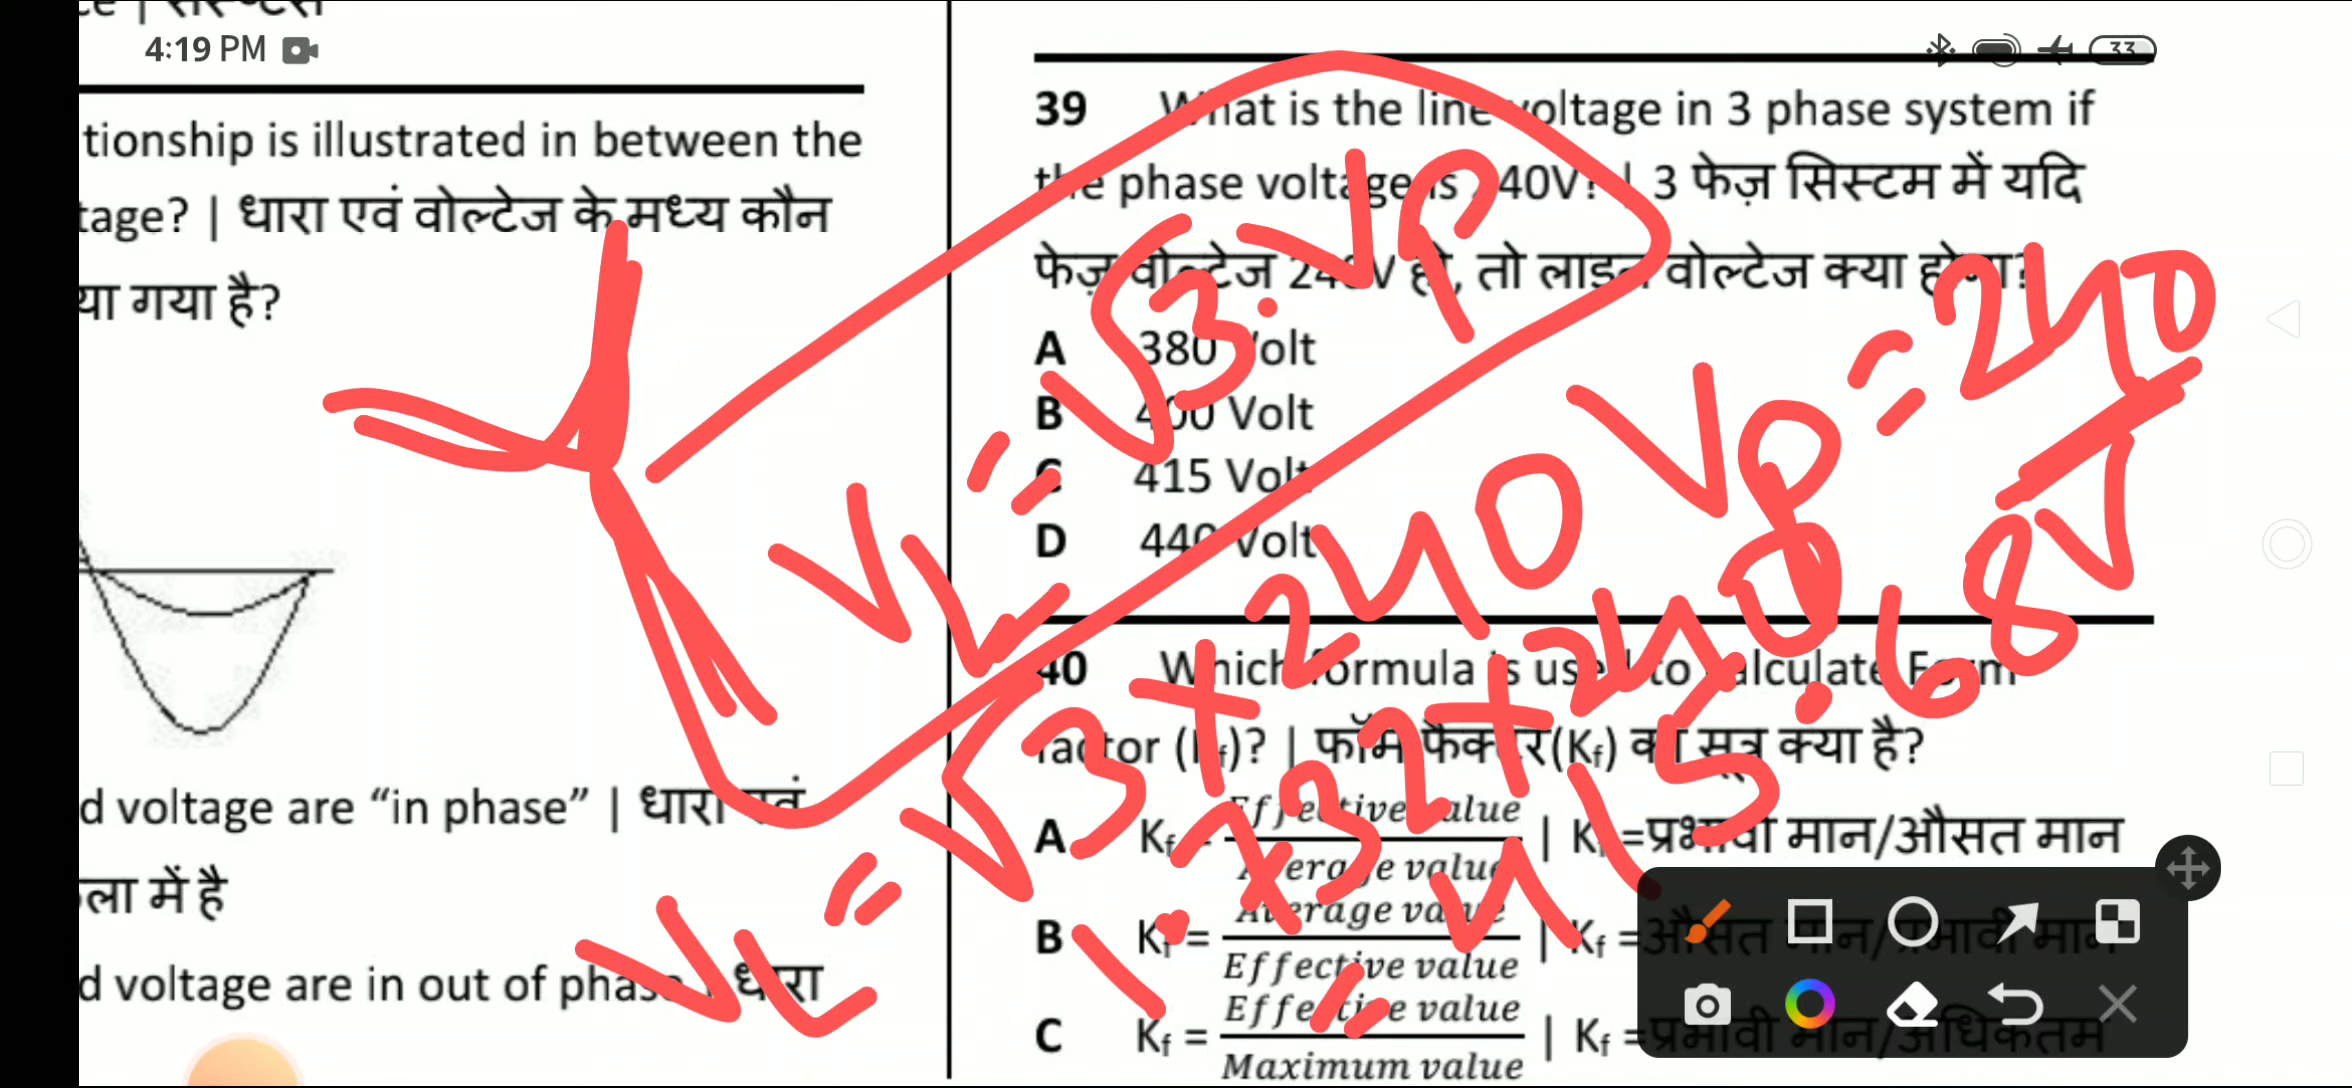 4:19 PM
33
tionship is illustrated in between the
tage? | धारा एवं वोल्टेज के मध्य कौन
या गया है?
d voltage are “in phase” | धारा एवं
ला में है
d voltage are in out of phase | धारा
39 What is the line voltage in 3 phase system if
the phase voltage is 240V? | 3 फेज़ सिस्टम में यदि
फेज़ वोल्टेज 240V हो, तो लाइन वोल्टेज क्या होगा?
A 380 Volt
B 400 Volt
C 415 Volt
D 440 Volt
40 Which formula is used to calculate Form
factor (Kf)? | फॉर्म फैक्टर(Kf) का सूत्र क्या है?
A Kf = Effective value / Average value | Kf =प्रभावी मान/औसत मान
B Kf = Average value / Effective value | Kf =औसत मान/प्रभावी मान
C Kf = Effective value / Maximum value | Kf =प्रभावी मान/अधिकतम
VL = √3 . Vp
Vp = 240 V
VL = √3 × 240
1.732 × 240
= 415.68